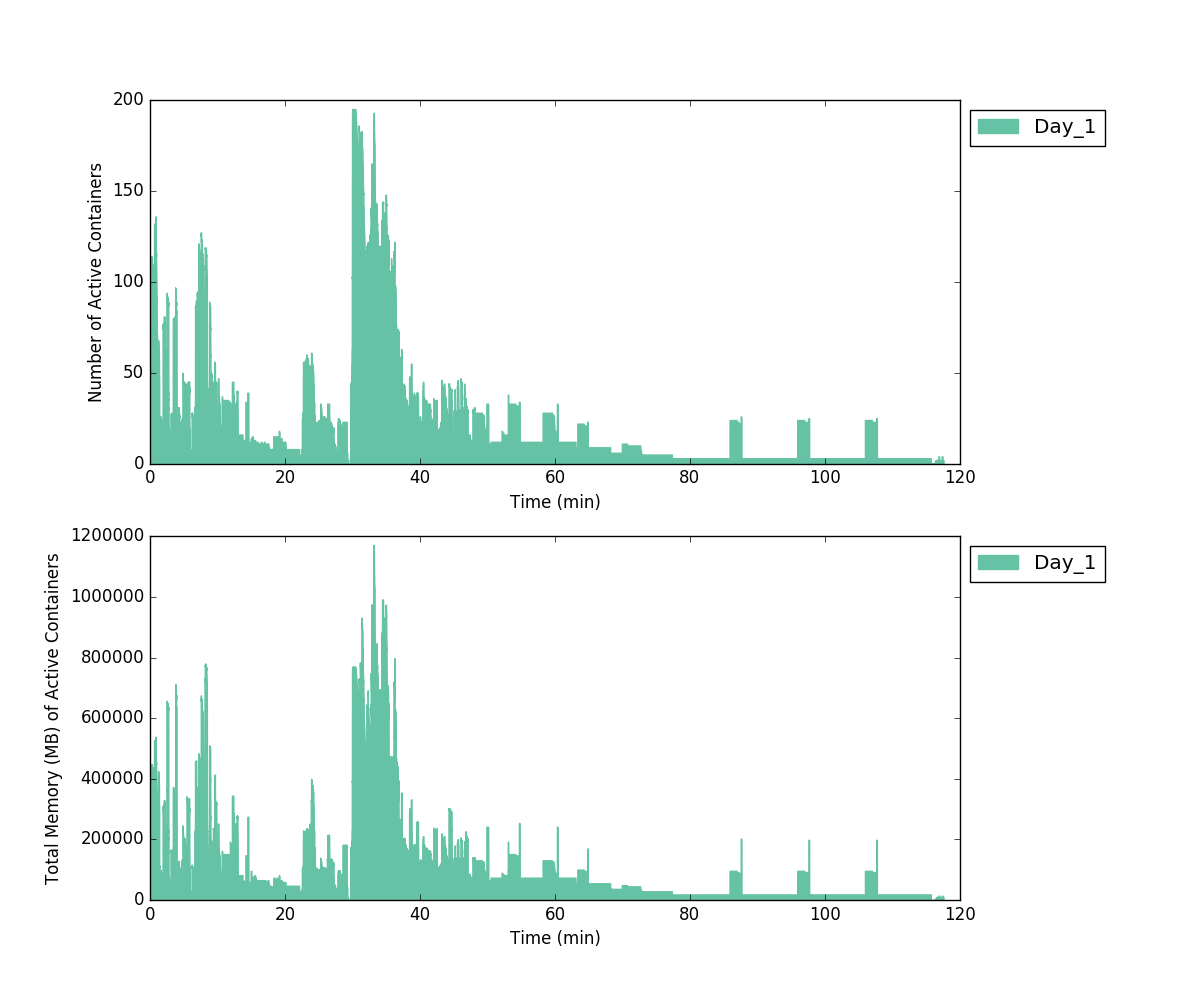 200
Day_1
150
100
50
0
Number of Active Containers
0 20 40 60 80 100 120
Time (min)
1200000
Day_1
1000000
800000
600000
400000
200000
0
Total Memory (MB) of Active Containers
0 20 40 60 80 100 120
Time (min)